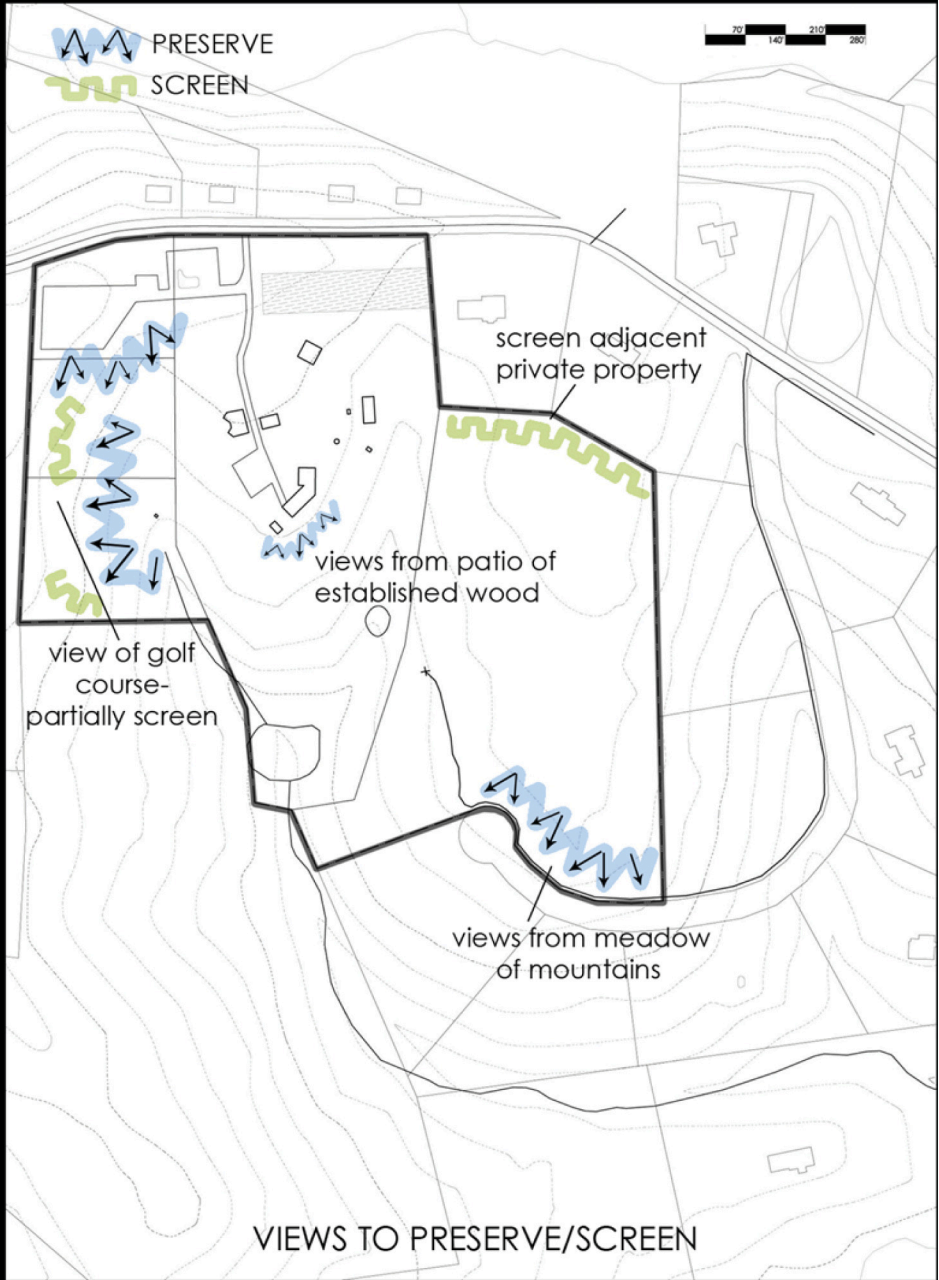 PRESERVE
SCREEN
70' 210'
140' 280'
screen adjacent
private property
views from patio of
established wood
view of golf
course-
partially screen
views from meadow
of mountains
VIEWS TO PRESERVE/SCREEN